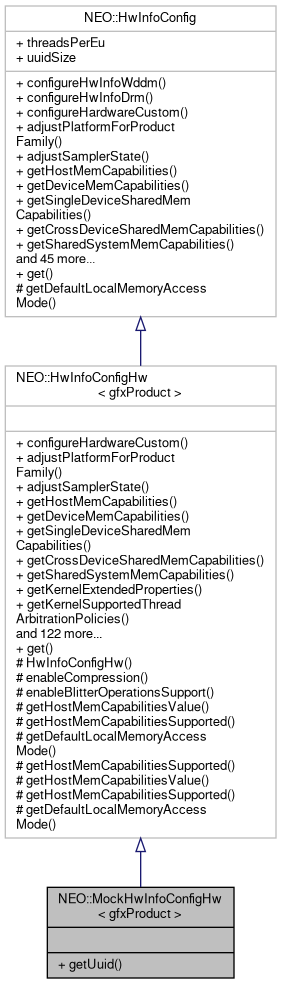 NEO::HwInfoConfig
+ threadsPerEu
+ uuidSize
+ configureHwInfoWddm()
+ configureHwInfoDrm()
+ configureHardwareCustom()
+ adjustPlatformForProduct
Family()
+ adjustSamplerState()
+ getHostMemCapabilities()
+ getDeviceMemCapabilities()
+ getSingleDeviceSharedMem
Capabilities()
+ getCrossDeviceSharedMemCapabilities()
+ getSharedSystemMemCapabilities()
and 45 more...
+ get()
# getDefaultLocalMemoryAccess
Mode()
NEO::HwInfoConfigHw
< gfxProduct >
+ configureHardwareCustom()
+ adjustPlatformForProduct
Family()
+ adjustSamplerState()
+ getHostMemCapabilities()
+ getDeviceMemCapabilities()
+ getSingleDeviceSharedMem
Capabilities()
+ getCrossDeviceSharedMemCapabilities()
+ getSharedSystemMemCapabilities()
+ getKernelExtendedProperties()
+ getKernelSupportedThread
ArbitrationPolicies()
and 122 more...
+ get()
# HwInfoConfigHw()
# enableCompression()
# enableBlitterOperationsSupport()
# getHostMemCapabilitiesValue()
# getHostMemCapabilitiesSupported()
# getDefaultLocalMemoryAccess
Mode()
# getHostMemCapabilitiesSupported()
# getHostMemCapabilitiesValue()
# getHostMemCapabilitiesSupported()
# getDefaultLocalMemoryAccess
Mode()
NEO::MockHwInfoConfigHw
< gfxProduct >
+ getUuid()